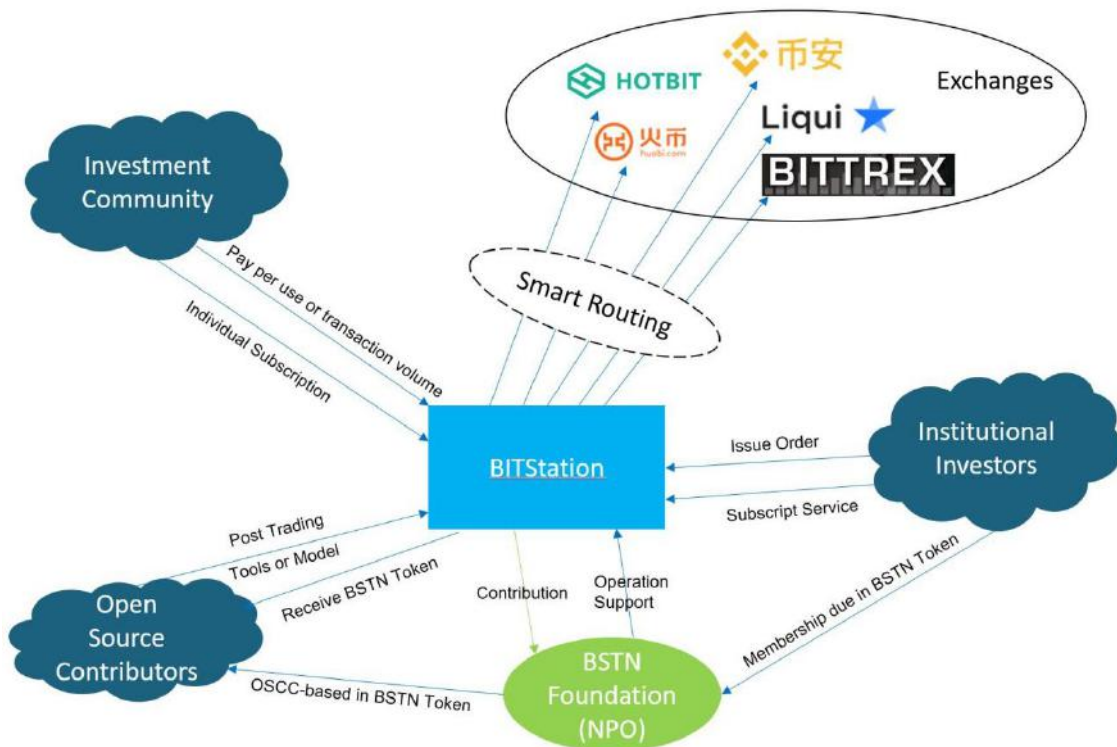 HOTBIT
币安
Exchanges
火币
huobi.com
Liqui
BITTREX
Investment
Community
Smart Routing
Pay per use or transaction volume
Individual Subscription
BITStation
Institutional
Investors
Issue Order
Subscript Service
Post Trading
Tools or Model
Receive BSTN Token
Contribution
Operation
Support
Membership due in BSTN Token
Open
Source
Contributors
OSCC-based in BSTN Token
BSTN
Foundation
(NPO)